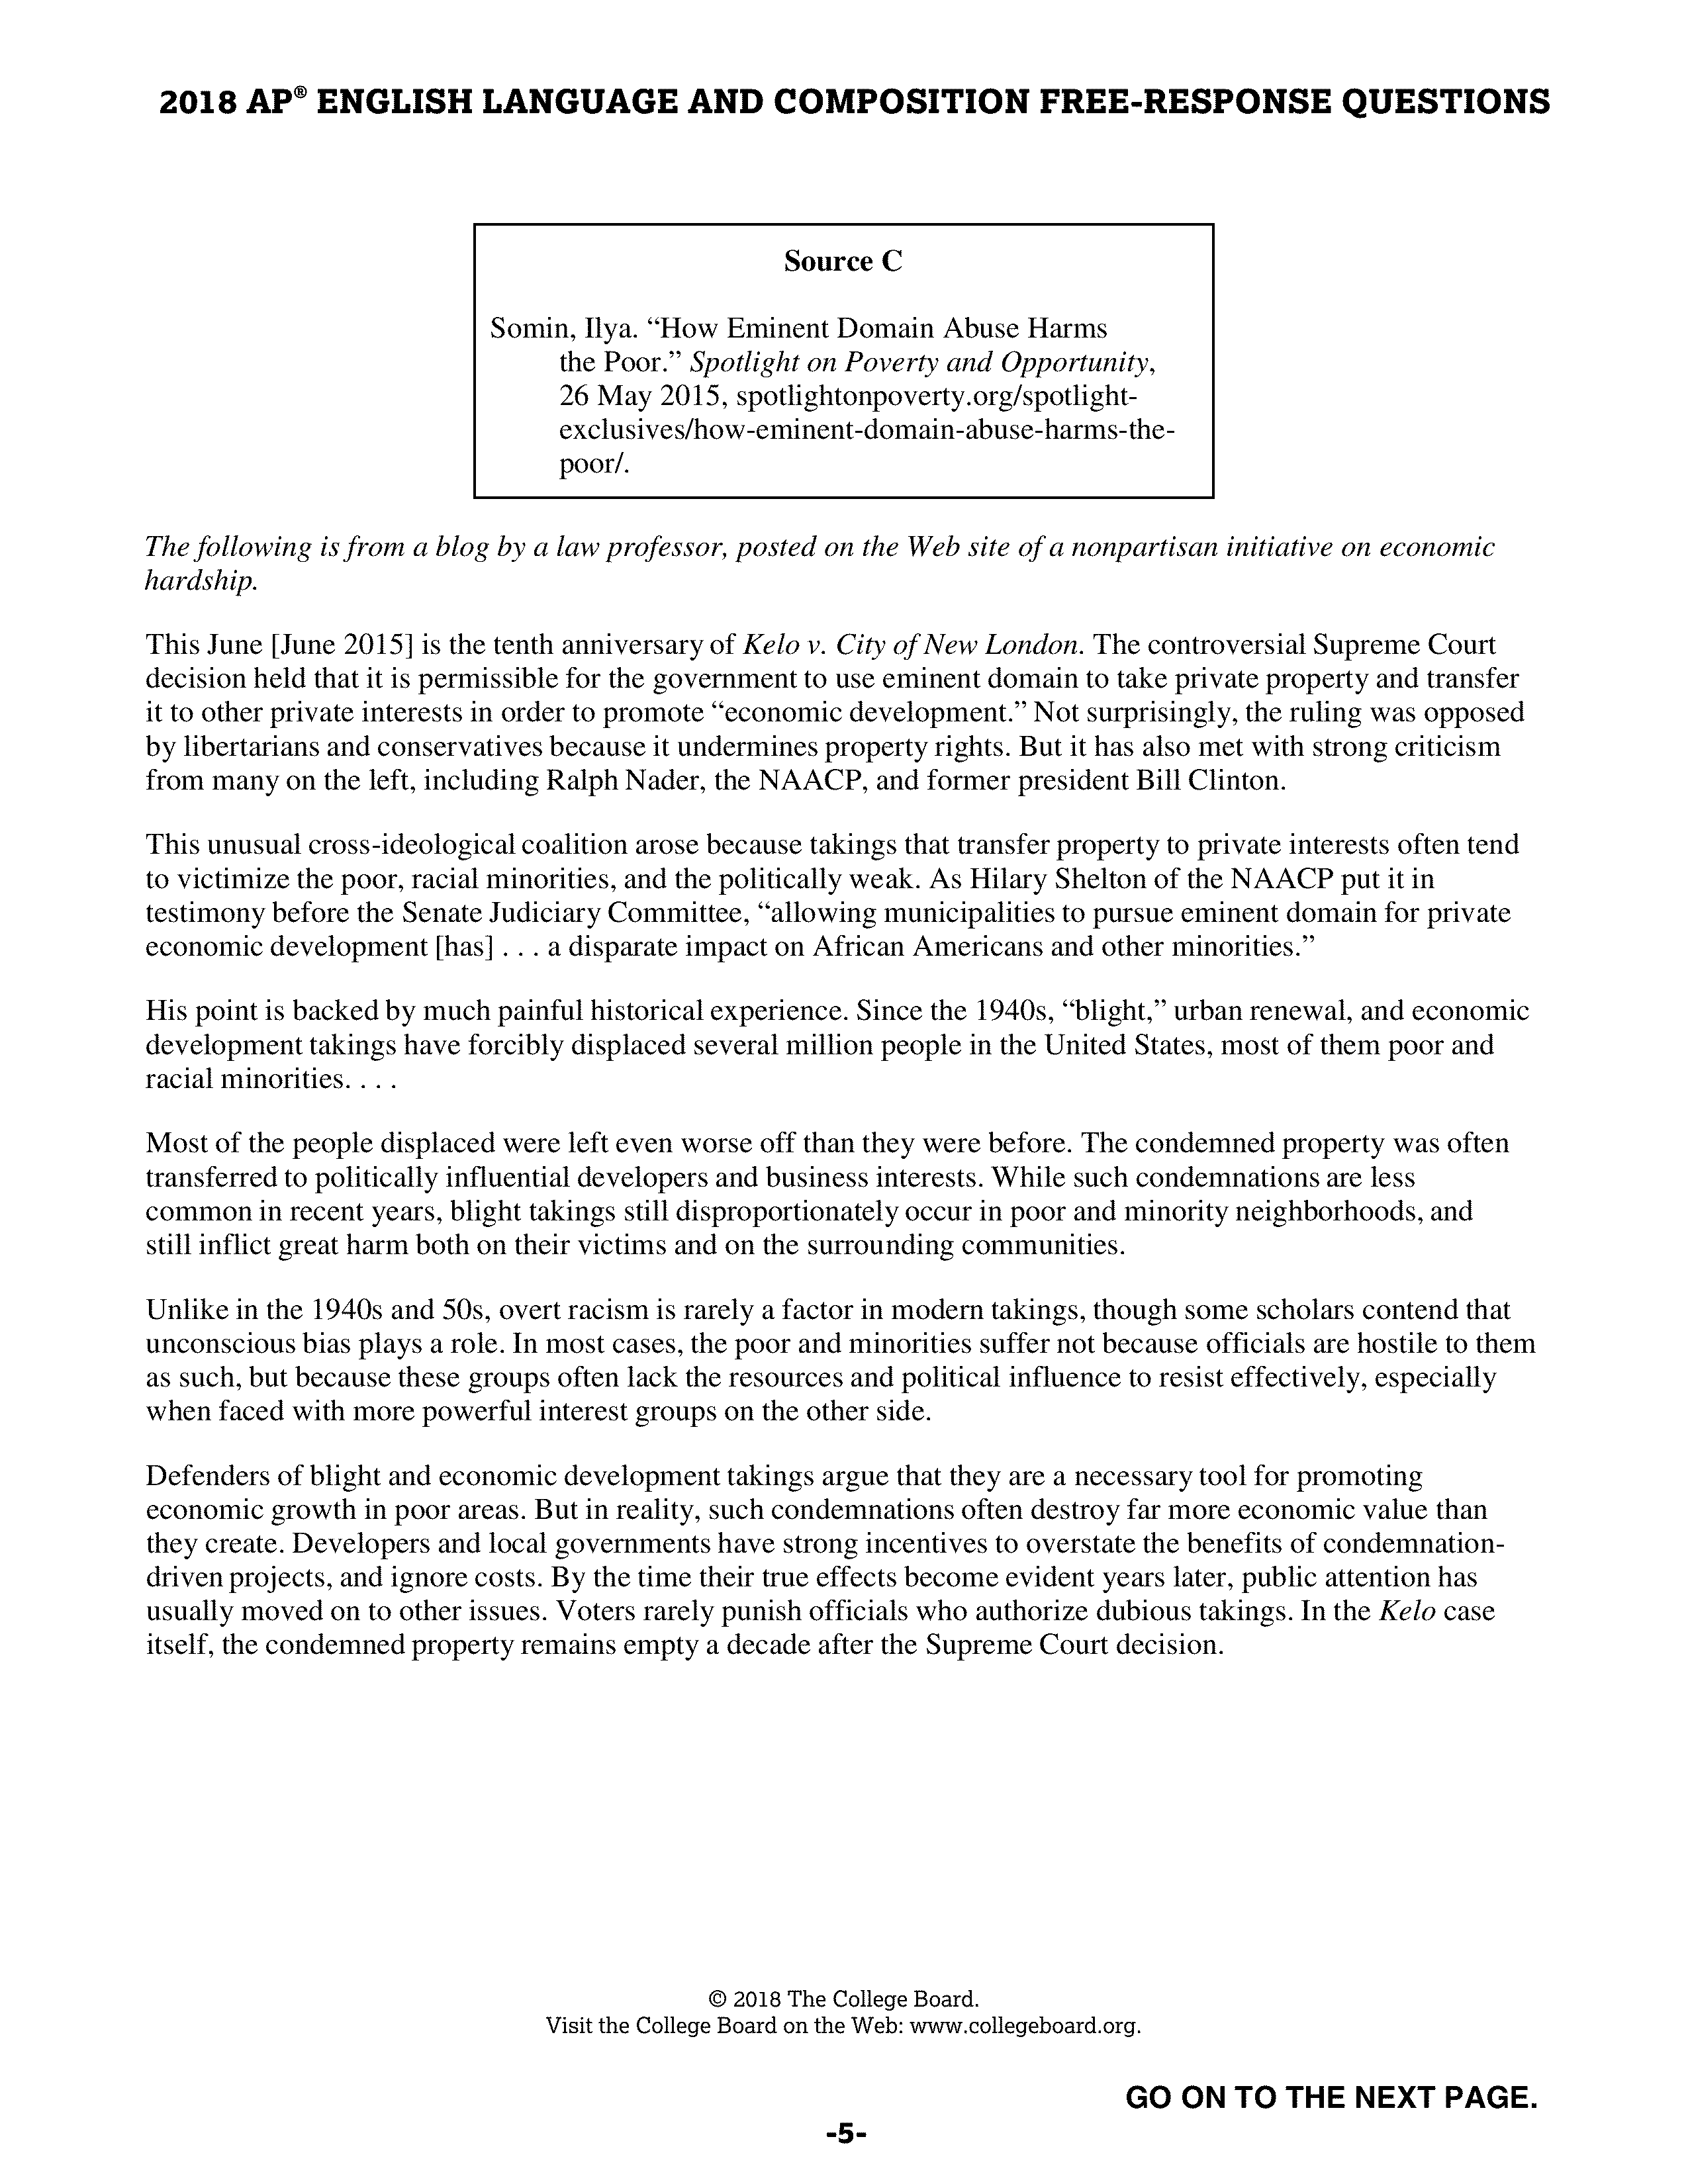 2018 AP® ENGLISH LANGUAGE AND COMPOSITION FREE-RESPONSE QUESTIONS
Source C
Somin, Ilya. “How Eminent Domain Abuse Harms
the Poor.” Spotlight on Poverty and Opportunity,
26 May 2015, spotlightonpoverty.org/spotlight-
exclusives/how-eminent-domain-abuse-harms-the-
poor/.
The following is from a blog by a law professor, posted on the Web site of a nonpartisan initiative on economic
hardship.
This June [June 2015] is the tenth anniversary of Kelo v. City of New London. The controversial Supreme Court
decision held that it is permissible for the government to use eminent domain to take private property and transfer
it to other private interests in order to promote “economic development.” Not surprisingly, the ruling was opposed
by libertarians and conservatives because it undermines property rights. But it has also met with strong criticism
from many on the left, including Ralph Nader, the NAACP, and former president Bill Clinton.
This unusual cross-ideological coalition arose because takings that transfer property to private interests often tend
to victimize the poor, racial minorities, and the politically weak. As Hilary Shelton of the NAACP put it in
testimony before the Senate Judiciary Committee, “allowing municipalities to pursue eminent domain for private
economic development [has] . . . a disparate impact on African Americans and other minorities.”
His point is backed by much painful historical experience. Since the 1940s, “blight,” urban renewal, and economic
development takings have forcibly displaced several million people in the United States, most of them poor and
racial minorities. . . .
Most of the people displaced were left even worse off than they were before. The condemned property was often
transferred to politically influential developers and business interests. While such condemnations are less
common in recent years, blight takings still disproportionately occur in poor and minority neighborhoods, and
still inflict great harm both on their victims and on the surrounding communities.
Unlike in the 1940s and 50s, overt racism is rarely a factor in modern takings, though some scholars contend that
unconscious bias plays a role. In most cases, the poor and minorities suffer not because officials are hostile to them
as such, but because these groups often lack the resources and political influence to resist effectively, especially
when faced with more powerful interest groups on the other side.
Defenders of blight and economic development takings argue that they are a necessary tool for promoting
economic growth in poor areas. But in reality, such condemnations often destroy far more economic value than
they create. Developers and local governments have strong incentives to overstate the benefits of condemnation-
driven projects, and ignore costs. By the time their true effects become evident years later, public attention has
usually moved on to other issues. Voters rarely punish officials who authorize dubious takings. In the Kelo case
itself, the condemned property remains empty a decade after the Supreme Court decision.
© 2018 The College Board.
Visit the College Board on the Web: www.collegeboard.org.
GO ON TO THE NEXT PAGE.
-5-